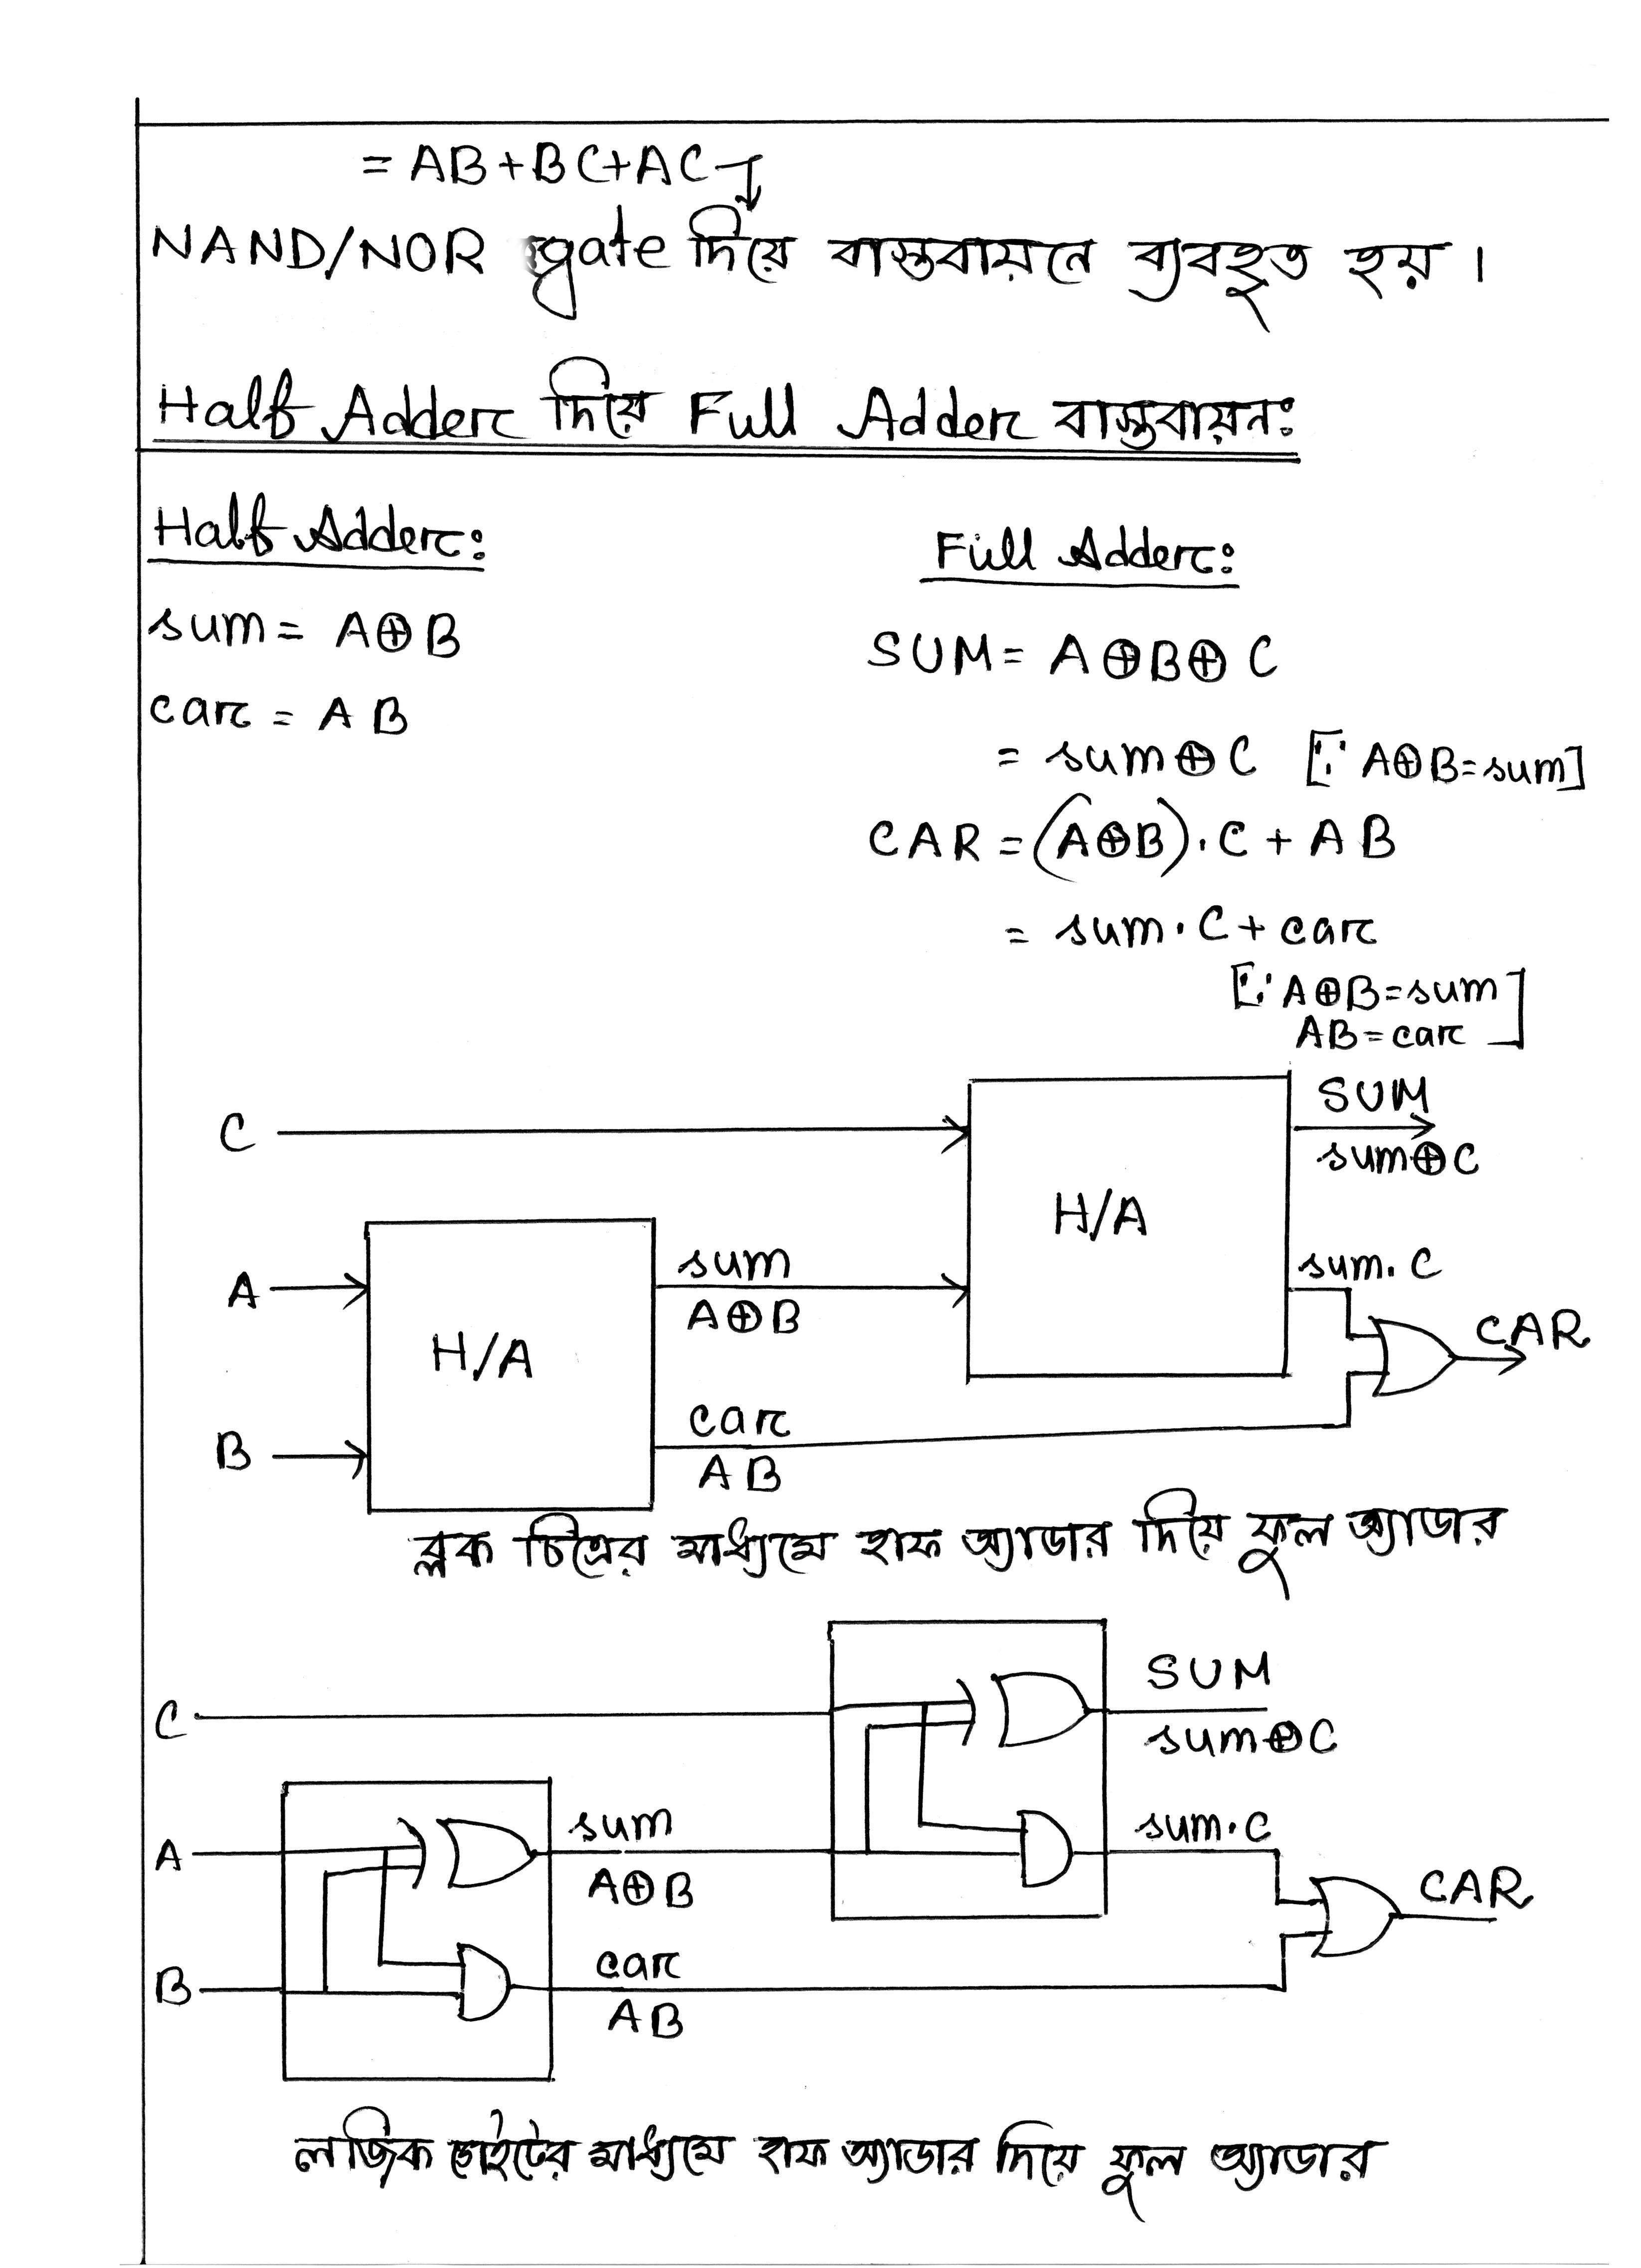 = AB+BC+AC
NAND/NOR gate দিয়ে বাস্তবায়নে ব্যবহৃত হয় ।
Half Adder দিয়ে Full Adder বাস্তবায়নঃ
Half Adder:
sum = A⊕B
car = AB
Full Adder:
SUM = A⊕B⊕C
= sum⊕C [∵ A⊕B=sum]
CAR = (A⊕B)·C + AB
= sum·C + car
[∵ A⊕B=sum
AB=car ]
C
A
B
H/A
sum
A⊕B
car
AB
H/A
SUM
sum⊕C
sum·C
CAR
ব্লক চিত্রের মাধ্যমে হাফ অ্যাডার দিয়ে ফুল অ্যাডার
C
A
B
sum
A⊕B
car
AB
SUM
sum⊕C
sum·C
CAR
লজিক গেইটের মাধ্যমে হাফ অ্যাডার দিয়ে ফুল অ্যাডার